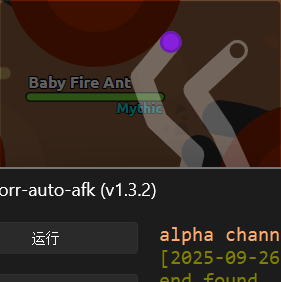 Baby Fire Ant
Mythic
orr-auto-afk (v1.3.2)
运行
alpha chann
[2025-09-26
end found